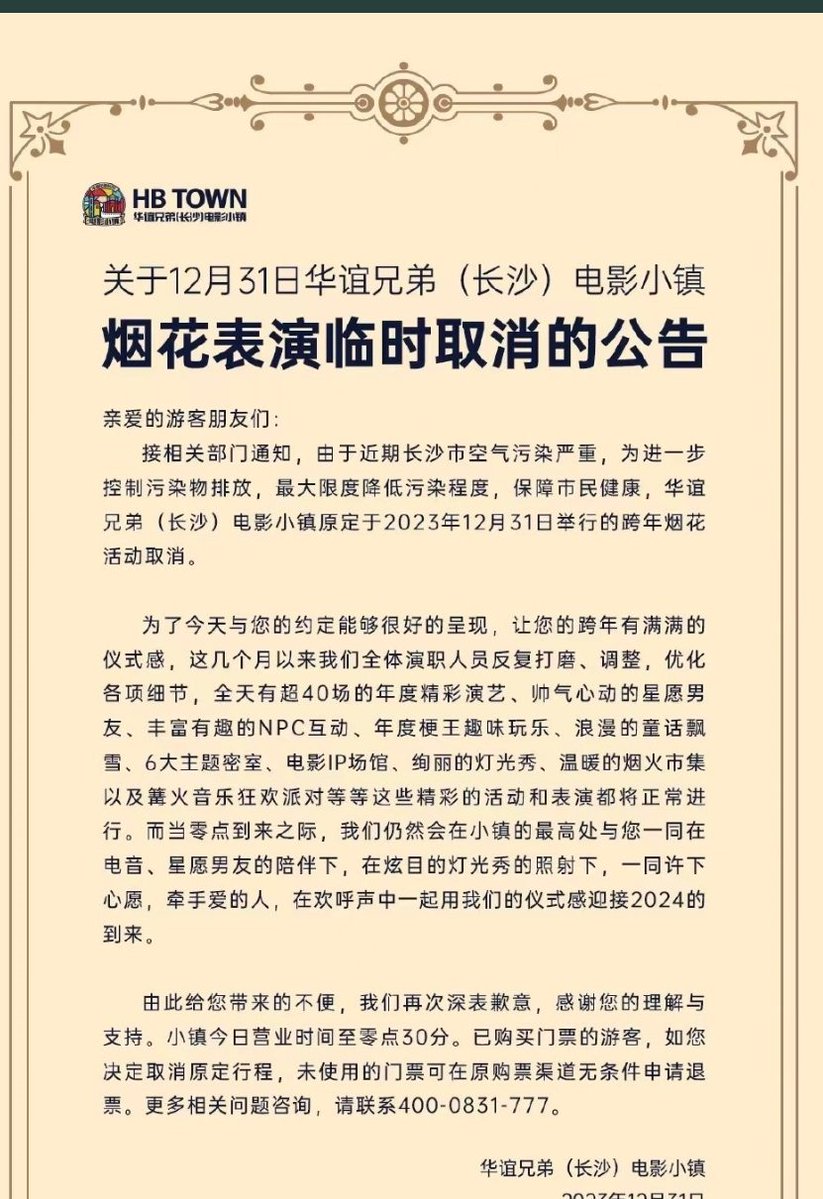 HB TOWN
华谊兄弟(长沙)电影小镇
关于12月31日华谊兄弟（长沙）电影小镇
烟花表演临时取消的公告
亲爱的游客朋友们：
接相关部门通知，由于近期长沙市空气污染严重，为进一步
控制污染物排放，最大限度降低污染程度，保障市民健康，华谊
兄弟（长沙）电影小镇原定于2023年12月31日举行的跨年烟花
活动取消。
为了今天与您的约定能够很好的呈现，让您的跨年有满满的
仪式感，这几个月以来我们全体演职人员反复打磨、调整，优化
各项细节，全天有超40场的年度精彩演艺、帅气心动的星愿男
友、丰富有趣的NPC互动、年度梗王趣味玩乐、浪漫的童话飘
雪、6大主题密室、电影IP场馆、绚丽的灯光秀、温暖的烟火市集
以及篝火音乐狂欢派对等等这些精彩的活动和表演都将正常进
行。而当零点到来之际，我们仍然会在小镇的最高处与您一同在
电音、星愿男友的陪伴下，在炫目的灯光秀的照射下，一同许下
心愿，牵手爱的人，在欢呼声中一起用我们的仪式感迎接2024的
到来。
由此给您带来的不便，我们再次深表歉意，感谢您的理解与
支持。小镇今日营业时间至零点30分。已购买门票的游客，如您
决定取消原定行程，未使用的门票可在原购票渠道无条件申请退
票。更多相关问题咨询，请联系400-0831-777。
华谊兄弟（长沙）电影小镇
2023年12月31日